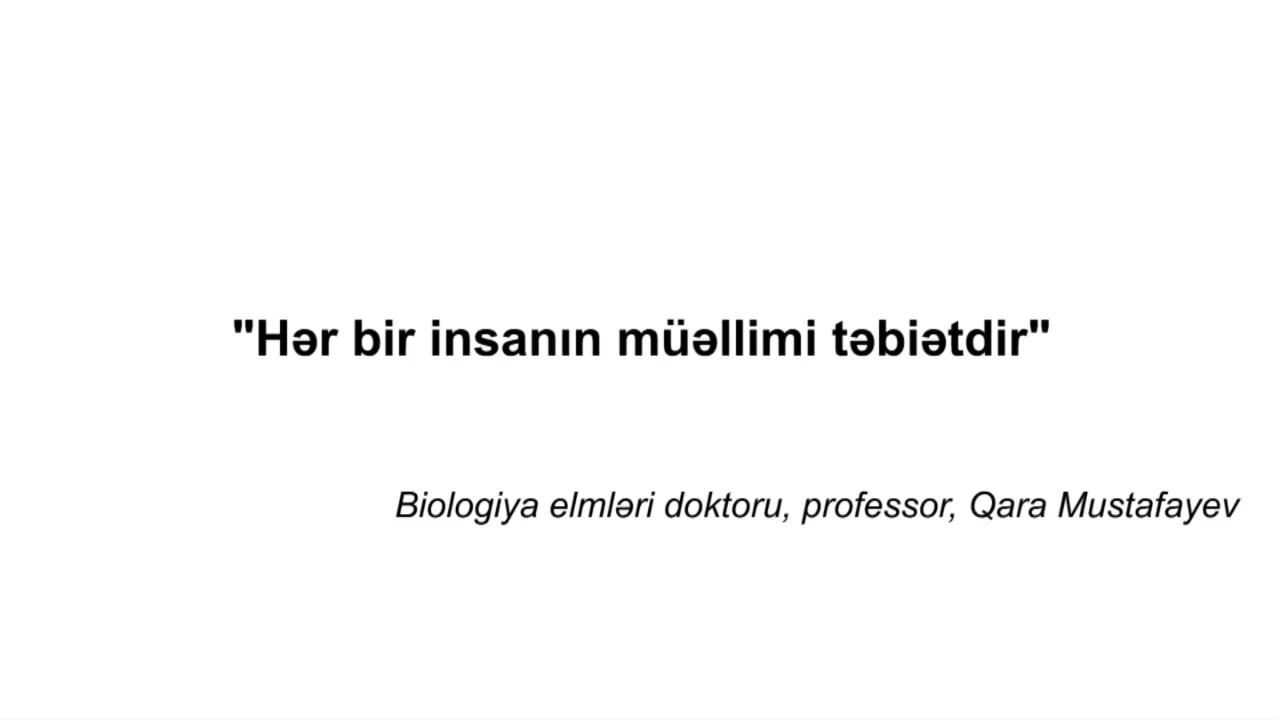 "Hər bir insanın müəllimi təbiətdir"
Biologiya elmləri doktoru, professor, Qara Mustafayev